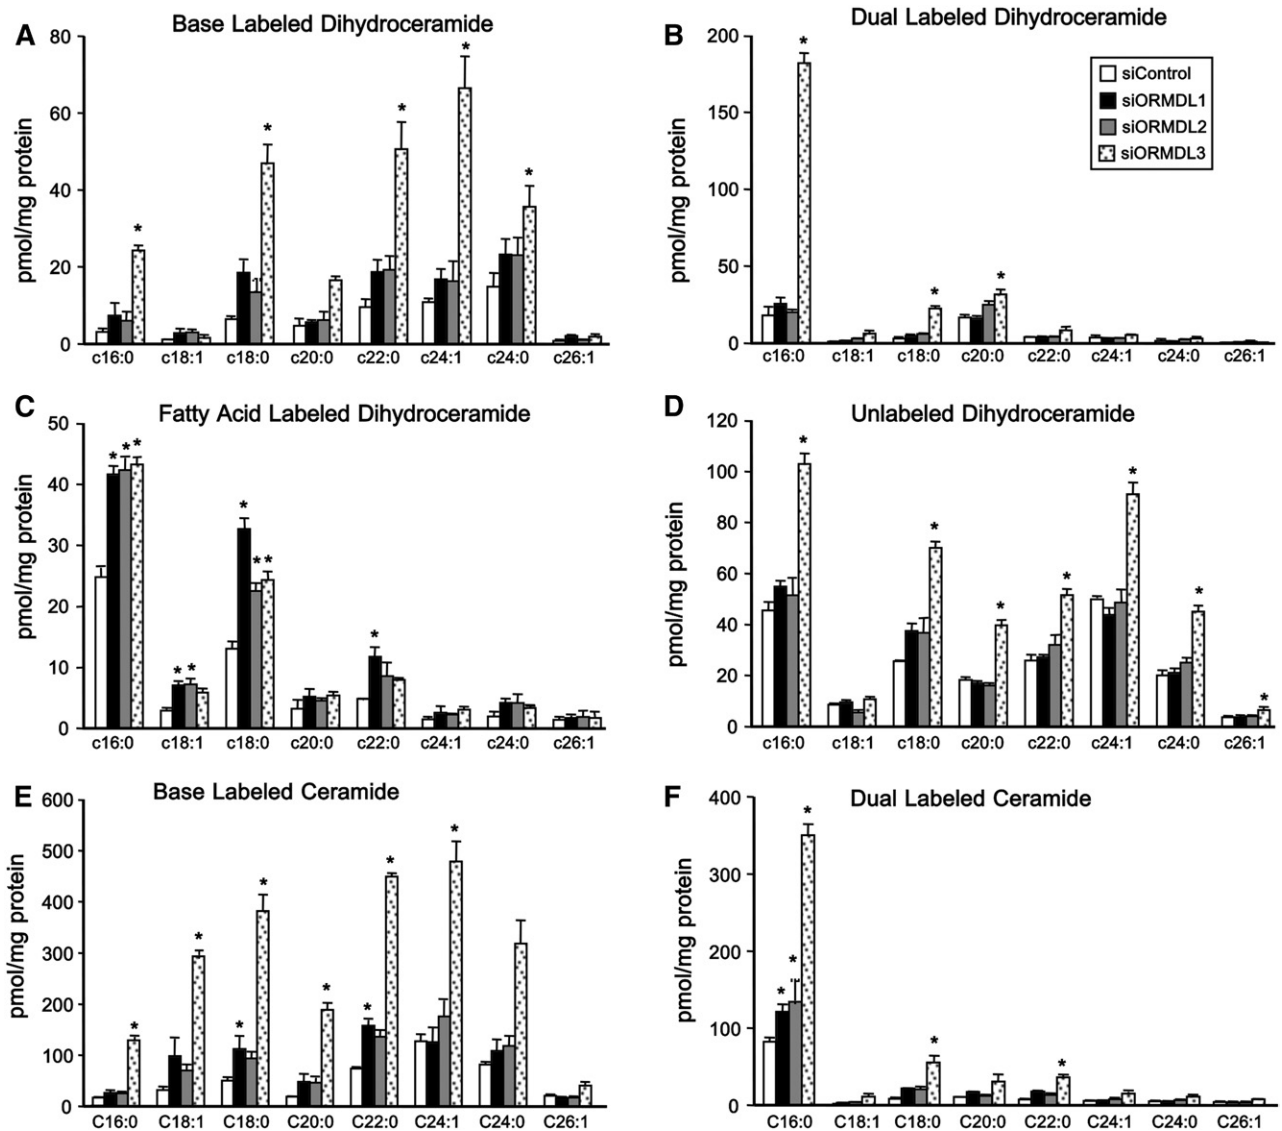 A
Base Labeled Dihydroceramide
pmol/mg protein
80
60
40
20
0
c16:0 c18:1 c18:0 c20:0 c22:0 c24:1 c24:0 c26:1
* * * * *
B
Dual Labeled Dihydroceramide
pmol/mg protein
200
150
100
50
0
c16:0 c18:1 c18:0 c20:0 c22:0 c24:1 c24:0 c26:1
* * *
siControl
siORMDL1
siORMDL2
siORMDL3
C
Fatty Acid Labeled Dihydroceramide
pmol/mg protein
50
40
30
20
10
0
c16:0 c18:1 c18:0 c20:0 c22:0 c24:1 c24:0 c26:1
* * * * * * * * *
D
Unlabeled Dihydroceramide
pmol/mg protein
120
100
80
60
40
20
0
c16:0 c18:1 c18:0 c20:0 c22:0 c24:1 c24:0 c26:1
* * * * * * *
E
Base Labeled Ceramide
pmol/mg protein
600
500
400
300
200
100
0
C16:0 C18:1 C18:0 C20:0 C22:0 C24:1 C24:0 C26:1
* * * * * * * *
F
Dual Labeled Ceramide
pmol/mg protein
400
300
200
100
0
C16:0 C18:1 C18:0 C20:0 C22:0 C24:1 C24:0 C26:1
* * * * *